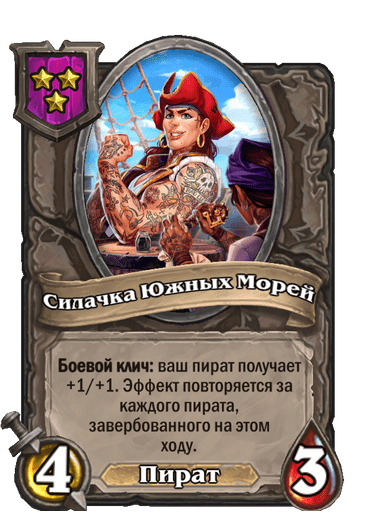 Силачка Южных Морей
Боевой клич: ваш пират получает
+1/+1. Эффект повторяется за
каждого пирата,
завербованного на этом
ходу.
4
Пират
3